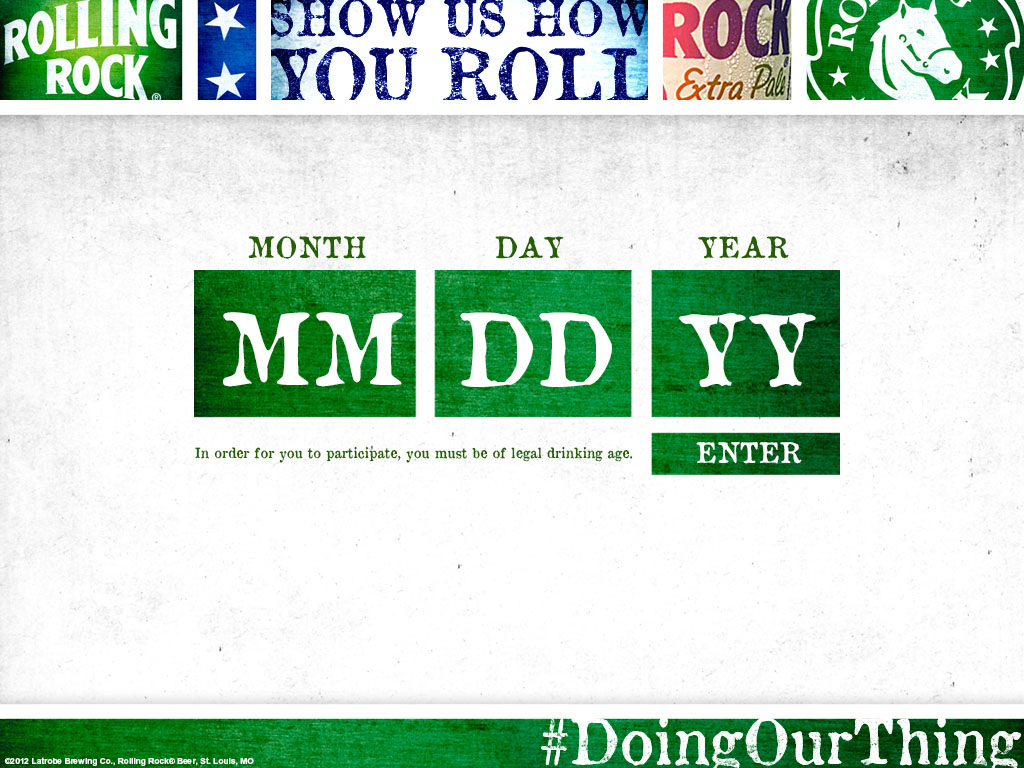 ROLLING
ROCK®
SHOW US HOW
YOU ROLL
ROCK
Extra Pale
MONTH DAY YEAR
MM DD YY
In order for you to participate, you must be of legal drinking age.
ENTER
#DoingOurThing
©2012 Latrobe Brewing Co., Rolling Rock® Beer, St. Louis, MO